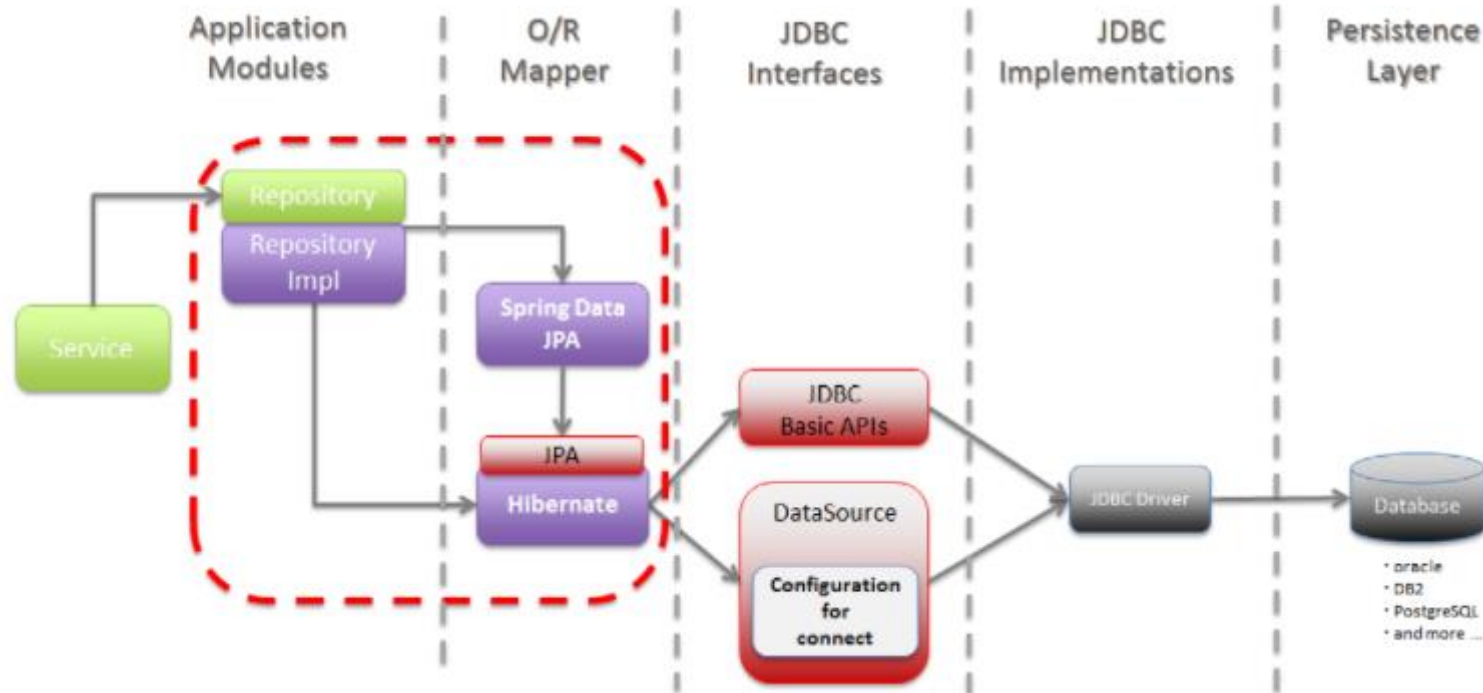 Application
Modules
O/R
Mapper
JDBC
Interfaces
JDBC
Implementations
Persistence
Layer
Repository
Repository
Impl
Service
Spring Data
JPA
JPA
Hibernate
JDBC
Basic APIs
DataSource
Configuration
for
connect
JDBC Driver
Database
・oracle
・DB2
・PostgreSQL
・and more ...